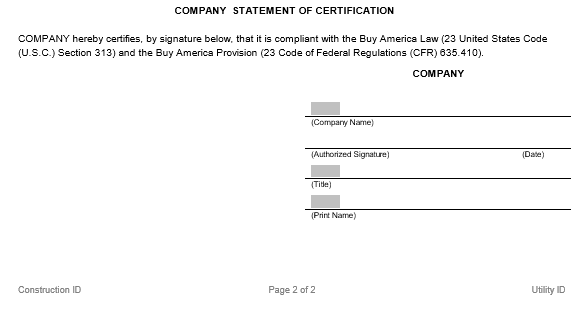 COMPANY STATEMENT OF CERTIFICATION
COMPANY hereby certifies, by signature below, that it is compliant with the Buy America Law (23 United States Code
(U.S.C.) Section 313) and the Buy America Provision (23 Code of Federal Regulations (CFR) 635.410).
COMPANY
(Company Name)
(Authorized Signature) (Date)
(Title)
(Print Name)
Construction ID Page 2 of 2 Utility ID